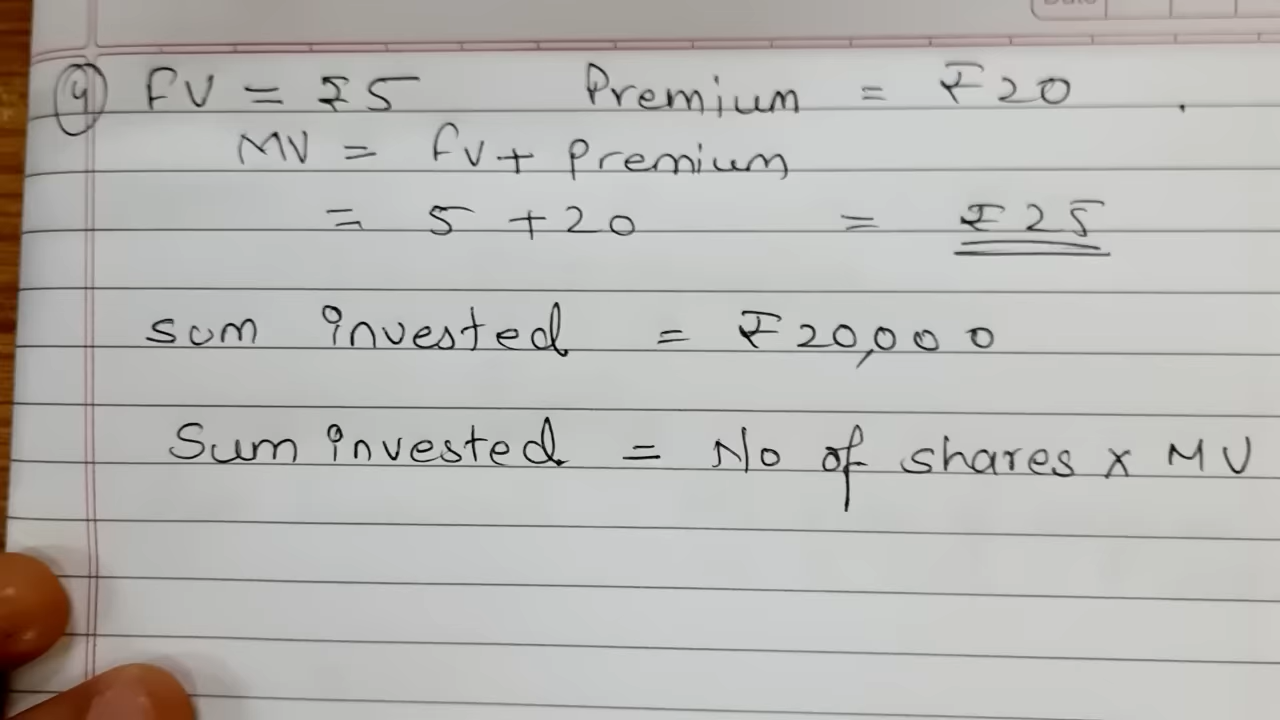 Date
④ FV = ₹5 Premium = ₹20 .
MV = FV + Premium
= 5 + 20 = ₹25
Sum invested = ₹20,000
Sum invested = No of shares x MV